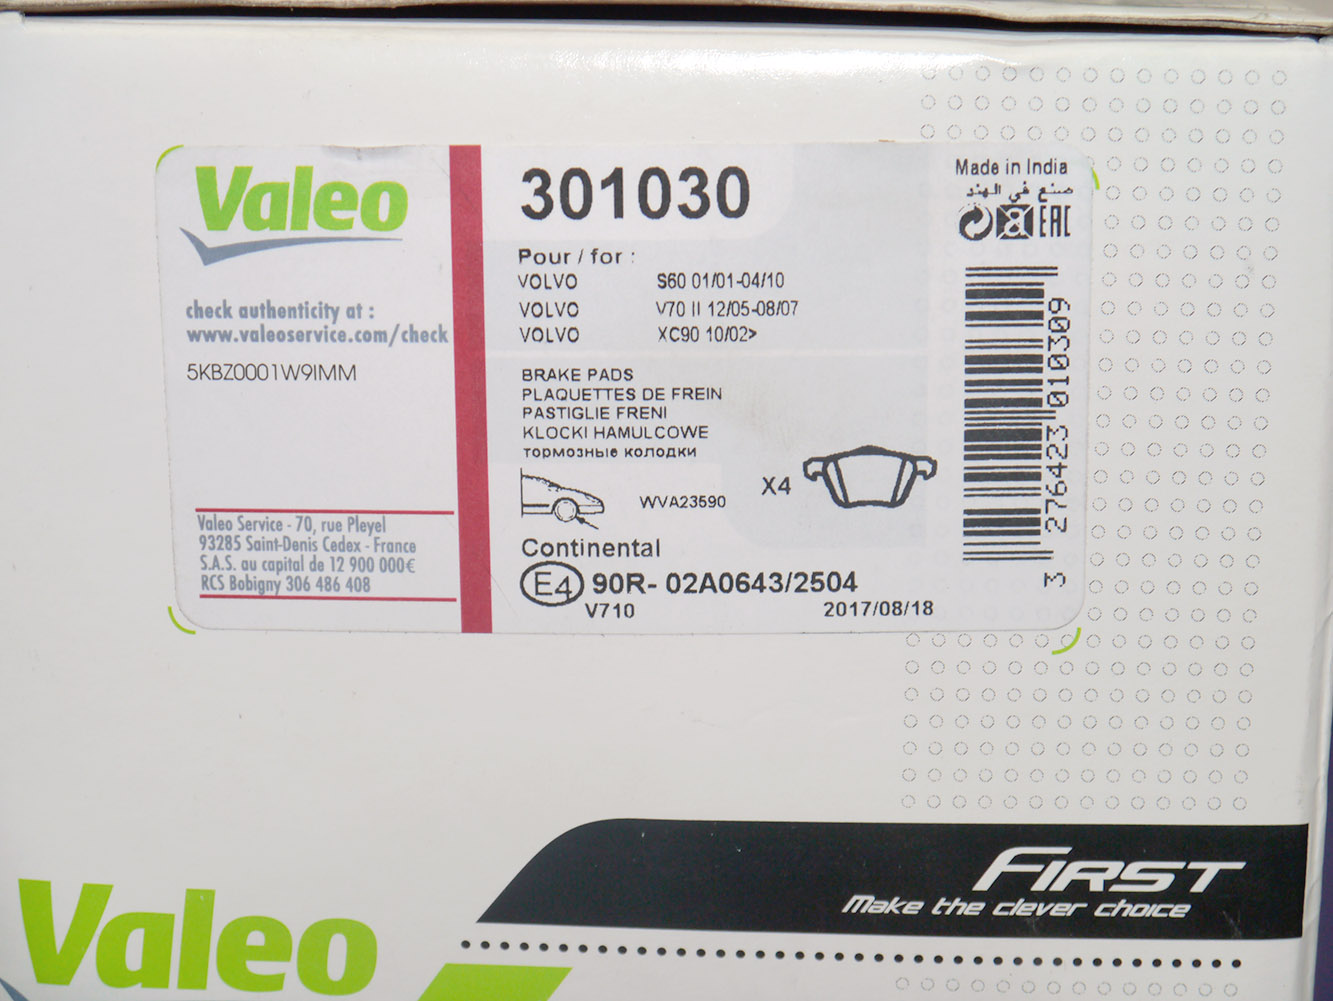 Valeo
check authenticity at :
www.valeoservice.com/check
5KBZ0001W9IMM
Valeo Service - 70, rue Pleyel
93285 Saint-Denis Cedex - France
S.A.S. au capital de 12 900 000€
RCS Bobigny 306 486 408
301030
Pour / for :
VOLVO S60 01/01-04/10
VOLVO V70 II 12/05-08/07
VOLVO XC90 10/02>
BRAKE PADS
PLAQUETTES DE FREIN
PASTIGLIE FRENI
KLOCKI HAMULCOWE
тормозные колодки
WVA23590
X4
Continental
E4 90R- 02A0643/2504
V710 2017/08/18
Made in India
صنع في الهند
a EAC
3 276423 010309
FIRST
Make the clever choice
Valeo